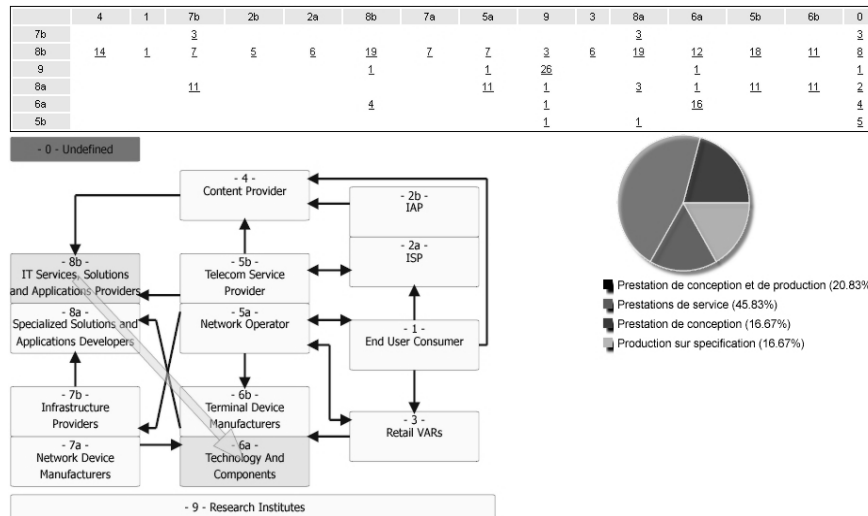 4 1 7b 2b 2a 8b 7a 5a 9 3 8a 6a 5b 6b 0
7b 3 3 3
8b 14 1 7 5 6 19 7 7 3 6 19 12 18 11 8
9 1 1 26 1 1
8a 11 11 1 3 1 11 11 2
6a 4 1 16 4
5b 1 1 5
- 0 - Undefined
- 4 -
Content Provider
- 2b -
IAP
- 2a -
ISP
- 8b -
IT Services, Solutions
and Applications Providers
- 5b -
Telecom Service
Provider
- 8a -
Specialized Solutions and
Applications Developers
- 5a -
Network Operator
- 1 -
End User Consumer
- 7b -
Infrastructure
Providers
- 6b -
Terminal Device
Manufacturers
- 3 -
Retail VARs
- 7a -
Network Device
Manufacturers
- 6a -
Technology And
Components
- 9 - Research Institutes
Prestation de conception et de production (20.83%)
Prestations de service (45.83%)
Prestation de conception (16.67%)
Production sur specification (16.67%)